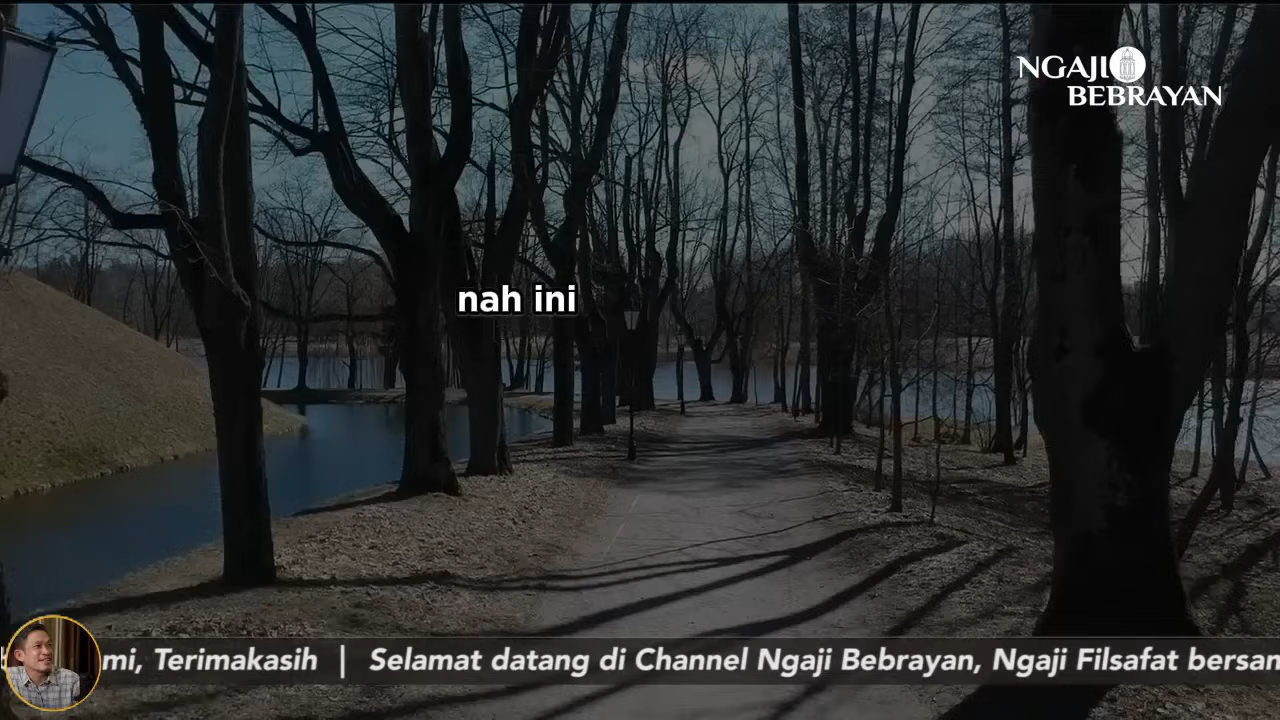 NGAJI
BEBRAYAN
nah ini
mi, Terimakasih | Selamat datang di Channel Ngaji Bebrayan, Ngaji Filsafat bersan